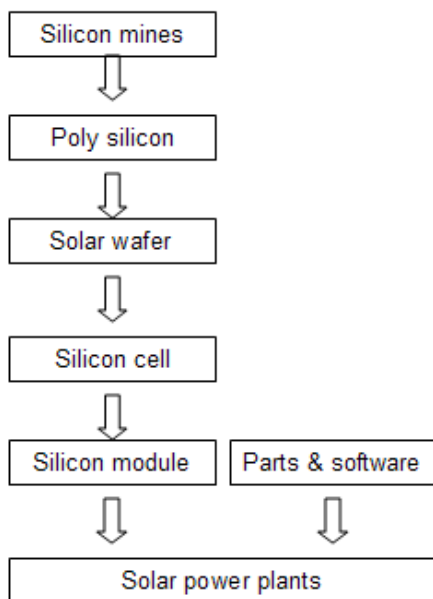 Silicon mines
Poly silicon
Solar wafer
Silicon cell
Silicon module
Parts & software
Solar power plants